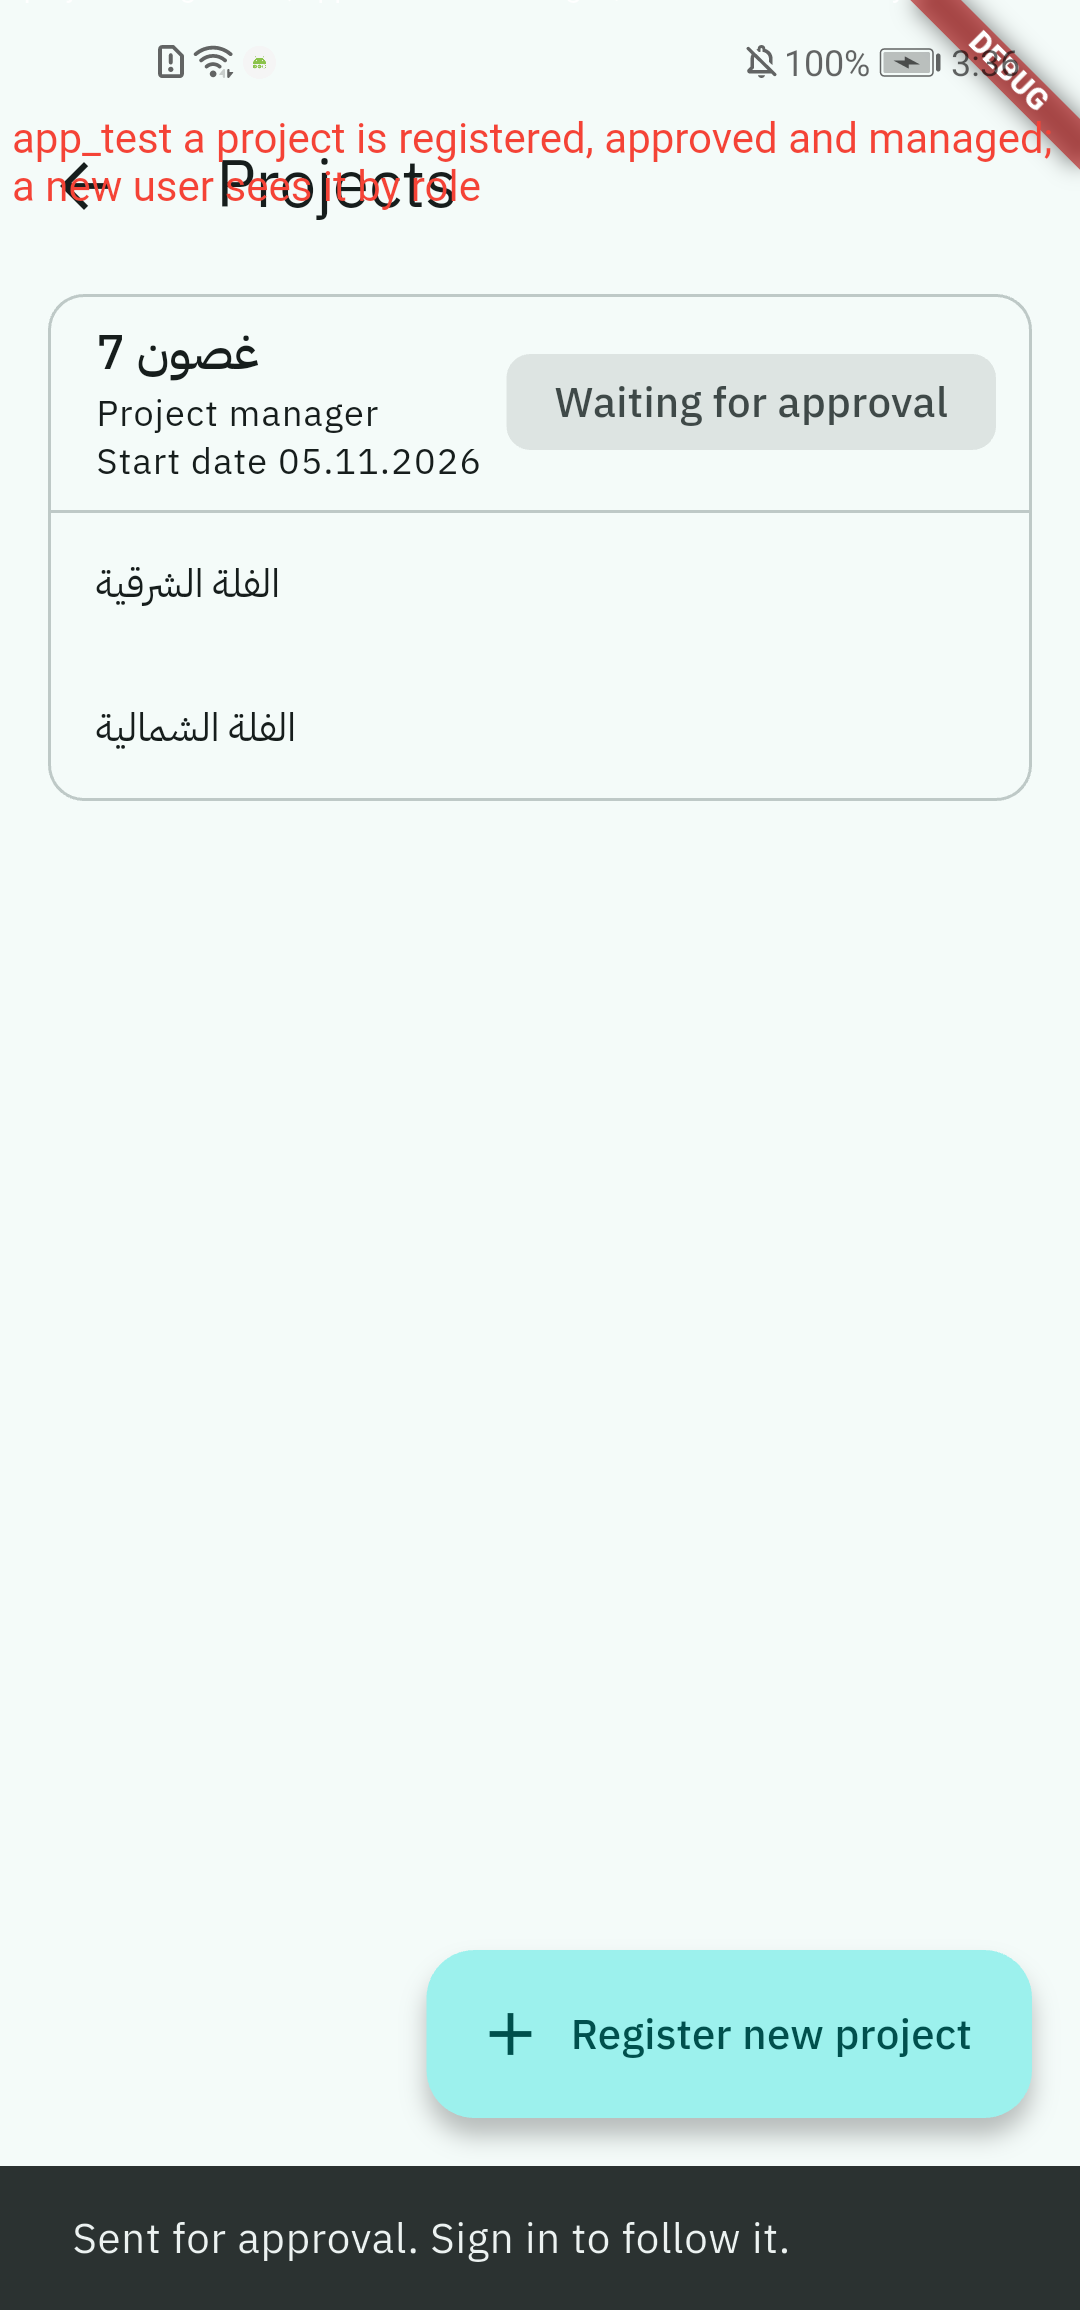 100%
DEBUG
app_test a project is registered, approved and managed;
a new user sees it by role
Projects
غصون 7
Project manager
Start date 05.11.2026
Waiting for approval
الفلة الشرقية
الفلة الشمالية
Register new project
Sent for approval. Sign in to follow it.